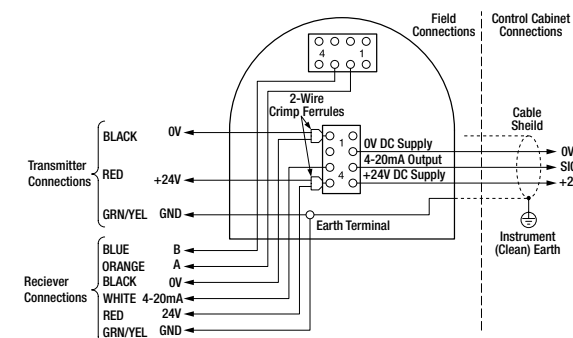 Field
Connections
Control Cabinet
Connections
4 1
2-Wire
Crimp Ferrules
Cable
Sheild
1
4
0V DC Supply
4-20mA Output
+24V DC Supply
0V
SIG
+2
Transmitter
Connections
BLACK 0V
RED +24V
GRN/YEL GND
Earth Terminal
Instrument
(Clean) Earth
Reciever
Connections
BLUE B
ORANGE A
BLACK 0V
WHITE 4-20mA
RED 24V
GRN/YEL GND